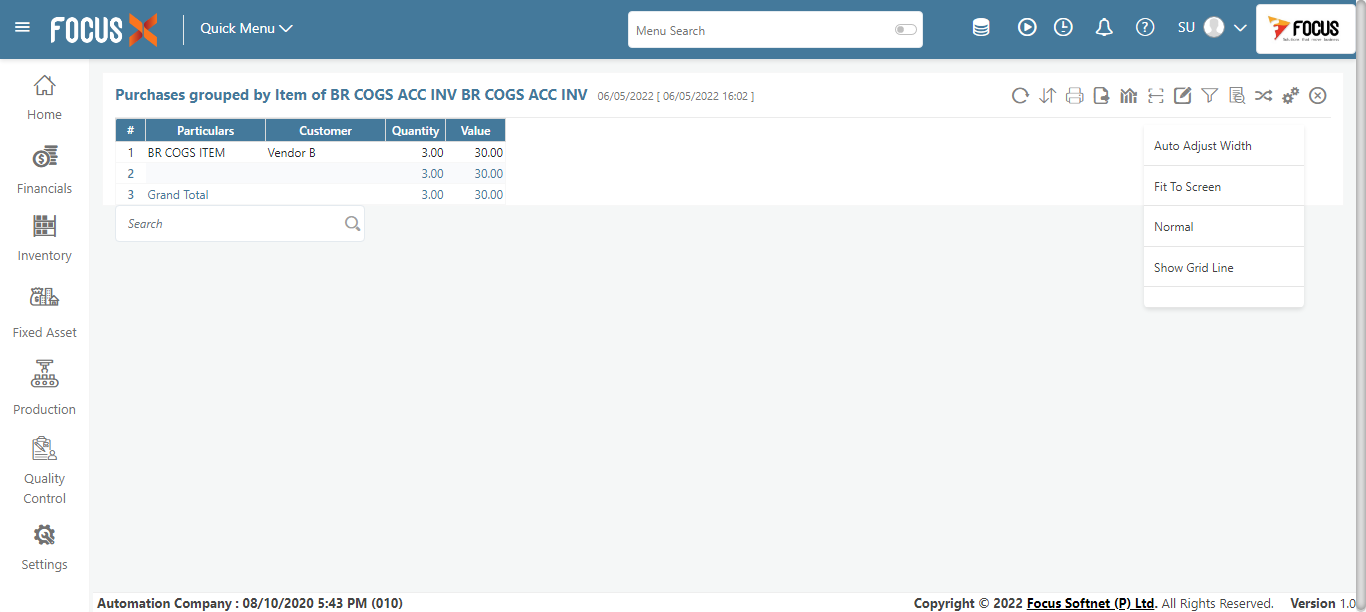 FOCUS X
Quick Menu
Menu Search
SU
FOCUS
Home
Financials
Inventory
Fixed Asset
Production
Quality
Control
Settings
Purchases grouped by Item of BR COGS ACC INV BR COGS ACC INV 06/05/2022 [ 06/05/2022 16:02 ]
# Particulars Customer Quantity Value
1 BR COGS ITEM Vendor B 3.00 30.00
2 3.00 30.00
3 Grand Total 3.00 30.00
Search
Auto Adjust Width
Fit To Screen
Normal
Show Grid Line
Automation Company : 08/10/2020 5:43 PM (010)
Copyright © 2022 Focus Softnet (P) Ltd. All Rights Reserved. Version 1.0